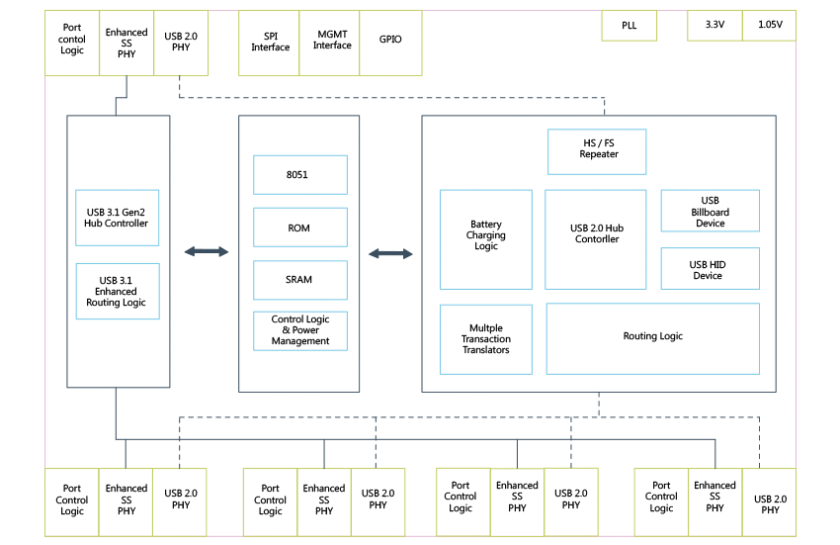 Port
contol
Logic
Enhanced
SS
PHY
USB 2.0
PHY
SPI
Interface
MGMT
Interface
GPIO
PLL
3.3V
1.05V
USB 3.1 Gen2
Hub Controller
USB 3.1
Enhanced
Routing Logic
8051
ROM
SRAM
Control Logic
& Power
Management
HS / FS
Repeater
Battery
Charging
Logic
USB 2.0 Hub
Contorller
USB
Billboard
Device
USB HID
Device
Multple
Transaction
Translators
Routing Logic
Port
Control
Logic
Enhanced
SS
PHY
USB 2.0
PHY
Port
Control
Logic
Enhanced
SS
PHY
USB 2.0
PHY
Port
Control
Logic
Enhanced
SS
PHY
USB 2.0
PHY
Port
Control
Logic
Enhanced
SS
PHY
USB 2.0
PHY